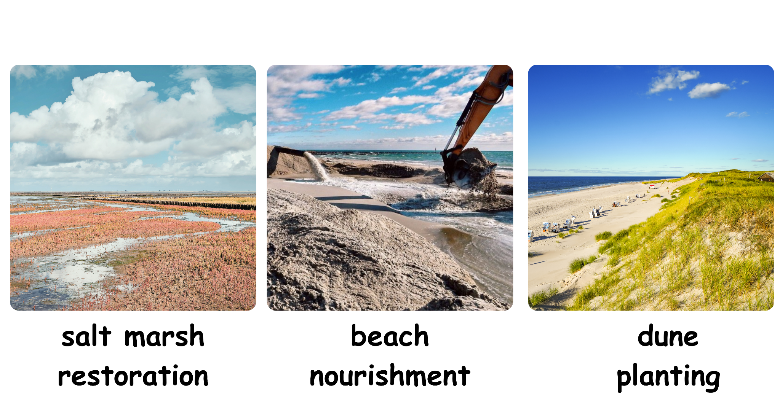 salt marsh
restoration
beach
nourishment
dune
planting